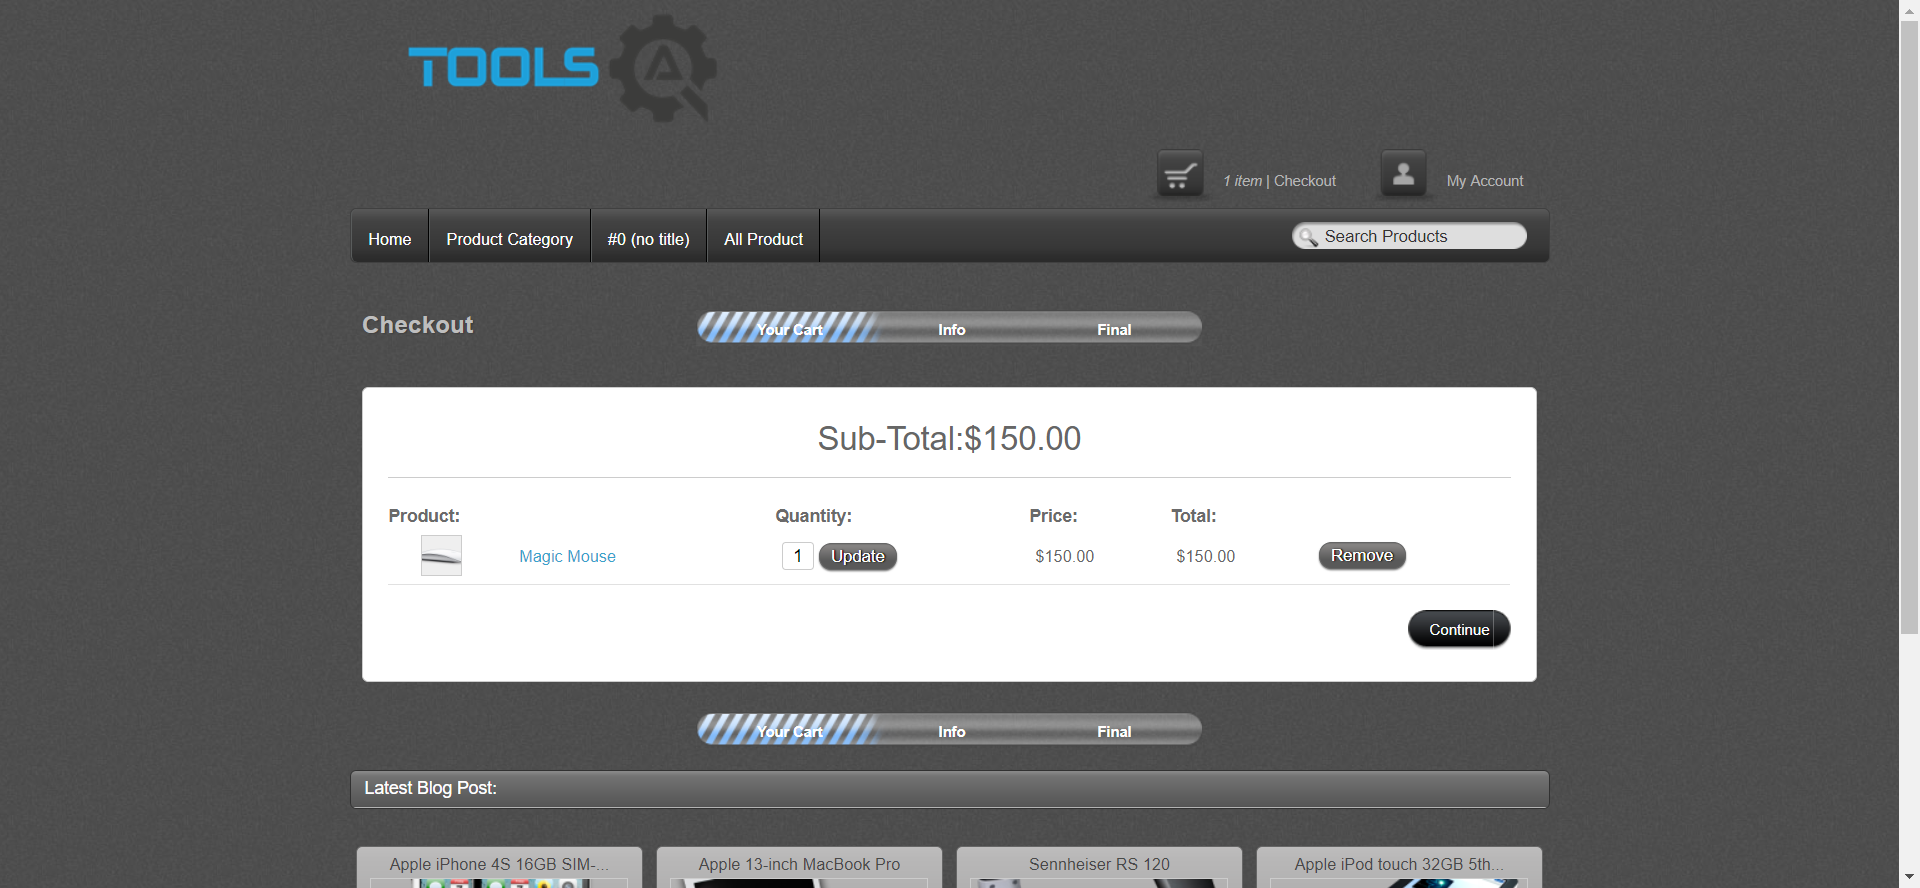 TOOLS QA
1 item | Checkout
My Account
Home
Product Category
#0 (no title)
All Product
Search Products
Checkout
Your Cart
Info
Final
Sub-Total:$150.00
Product:
Quantity:
Price:
Total:
Magic Mouse
1
Update
$150.00
$150.00
Remove
Continue
Your Cart
Info
Final
Latest Blog Post:
Apple iPhone 4S 16GB SIM-...
Apple 13-inch MacBook Pro
Sennheiser RS 120
Apple iPod touch 32GB 5th...